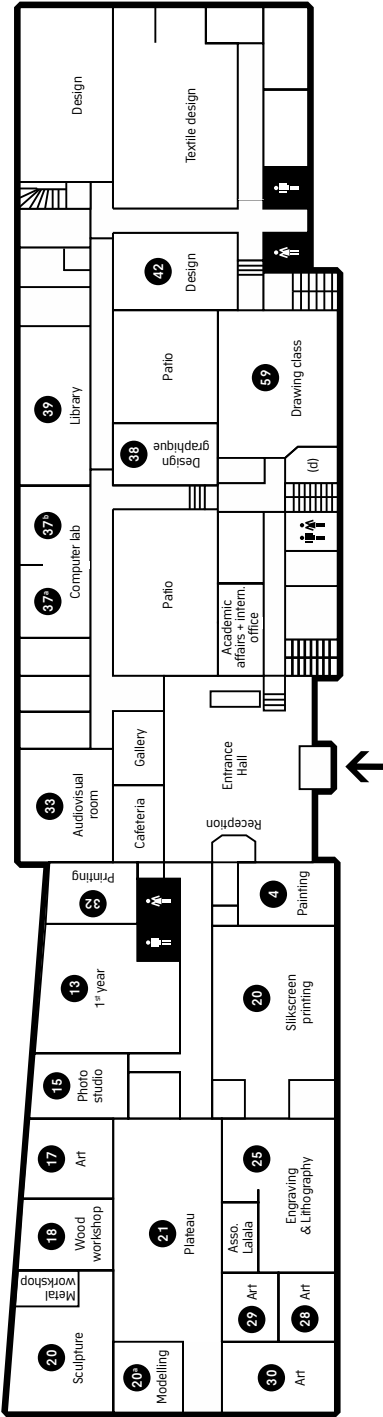 Design
Textile design
42
Design
Patio
39
Library
38
Design
graphique
59
Drawing class
37b
37a
Computer lab
(d)
Patio
Academic
affairs + intern.
office
33
Audiovisual
room
Gallery
Cafeteria
Entrance
Hall
Reception
32
Printing
4
Painting
13
1st year
20
Slikscreen
printing
15
Photo
studio
17
Art
18
Wood
workshop
Metal
workshop
20
Sculpture
21
Plateau
20a
Modelling
25
Engraving
& Lithography
Asso.
Lalala
29
Art
28
Art
30
Art